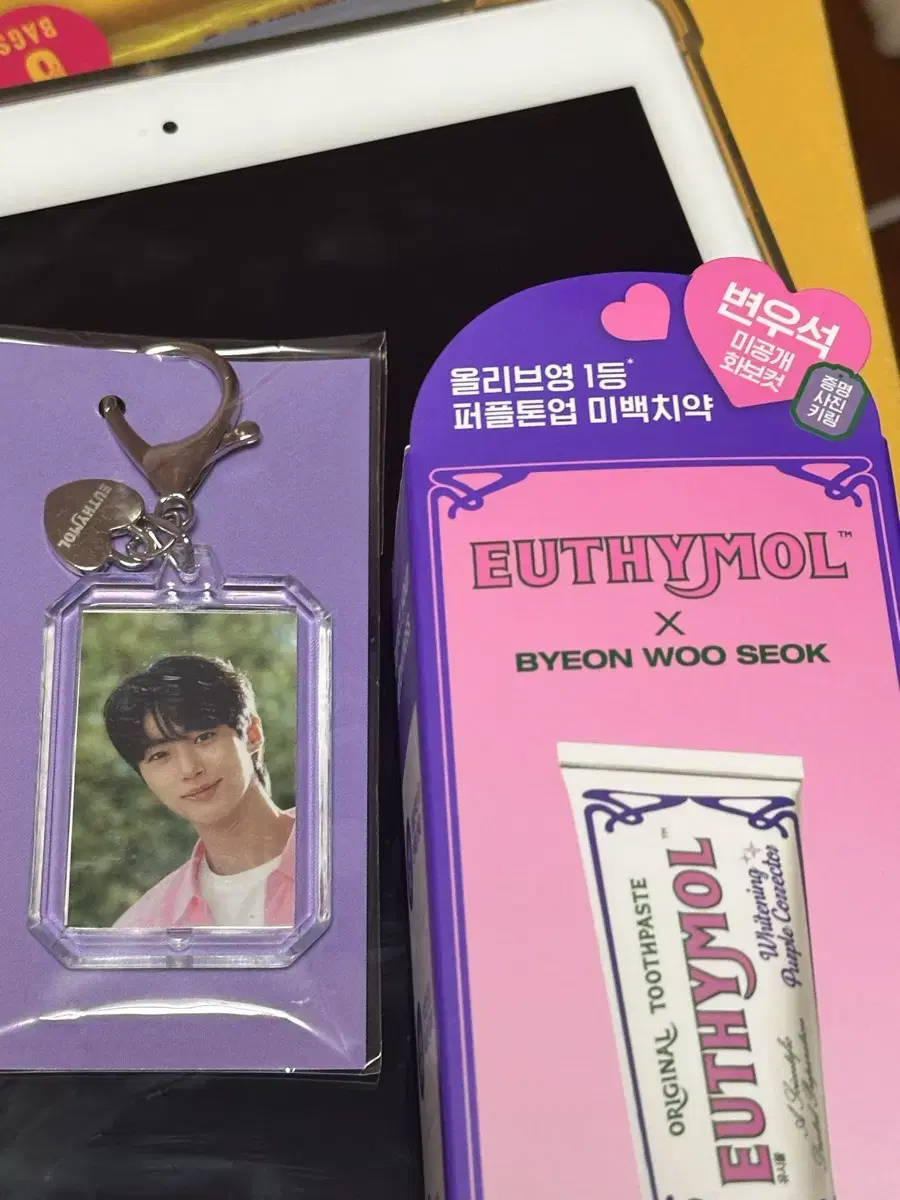 BAGS
EUTHYMOL
올리브영 1등*
퍼플톤업 미백치약
변우석
미공개
화보컷
증명
사진
키링
EUTHYMOL™
X
BYEON WOO SEOK
ORIGINAL TOOTHPASTE
EUTHYMOL™
유시몰
Whitening
Purple Corrector
A Scientific